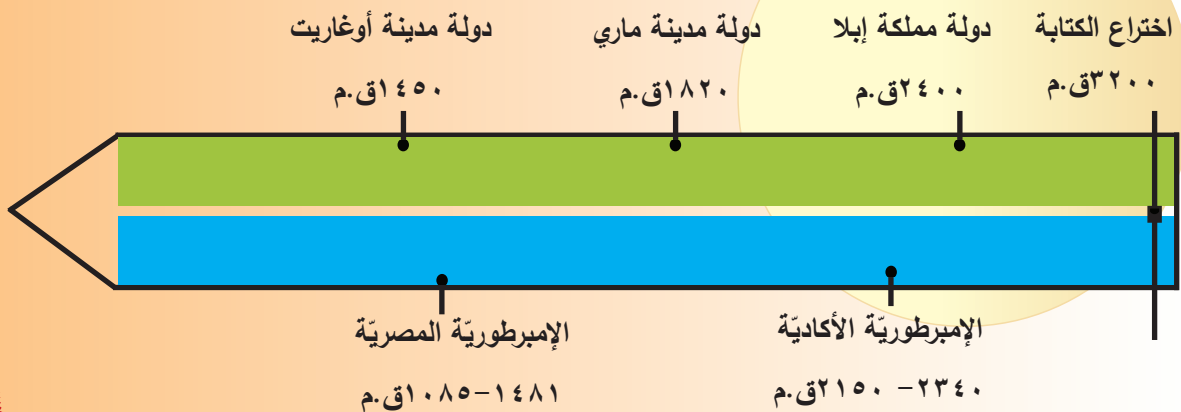 اختراع الكتابة
٣٢٠٠ق.م
دولة مملكة إبلا
٢٤٠٠ق.م
دولة مدينة ماري
١٨٢٠ق.م
دولة مدينة أوغاريت
١٤٥٠ق.م
الإمبرطوريّة الأكاديّة
٢٣٤٠- ٢١٥٠ق.م
الإمبرطوريّة المصريّة
١٤٨١-١٠٨٥ق.م